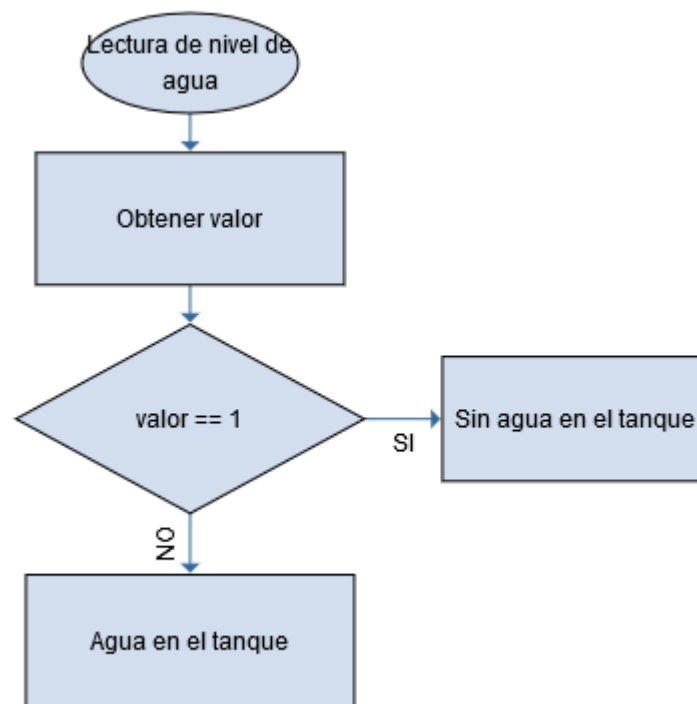 Lectura de nivel de
agua
Obtener valor
valor == 1
SI
Sin agua en el tanque
NO
Agua en el tanque